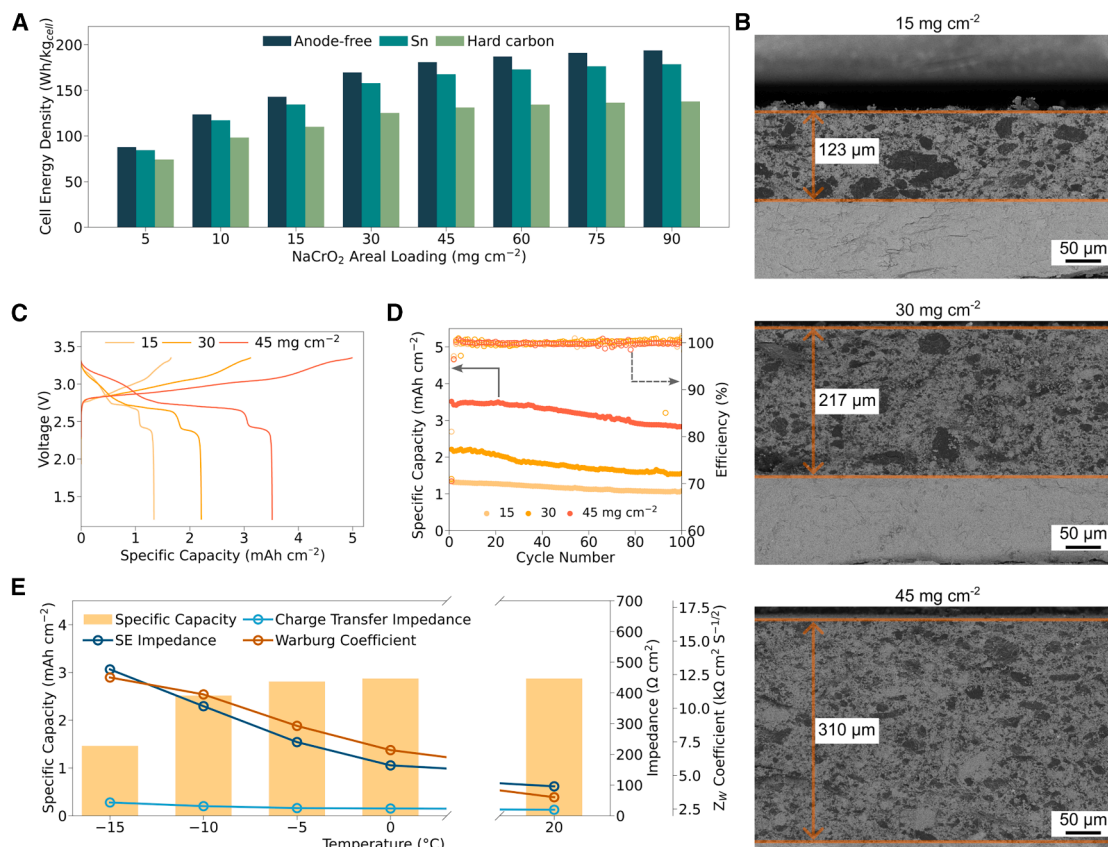 A
Cell Energy Density (Wh/kgcell)
200
150
100
50
0
Anode-free Sn Hard carbon
5 10 15 30 45 60 75 90
NaCrO2 Areal Loading (mg cm−2)
B
15 mg cm-2
123 µm
50 µm
30 mg cm-2
217 µm
50 µm
45 mg cm-2
310 µm
50 µm
C
15 30 45 mg cm−2
Voltage (V)
3.5
3.0
2.5
2.0
1.5
0 1 2 3 4 5
Specific Capacity (mAh cm−2)
D
Specific Capacity (mAh cm−2)
5
4
3
2
1
0
100
90
80
70
60
Efficiency (%)
15 30 45 mg cm−2
0 20 40 60 80 100
Cycle Number
E
Specific Capacity (mAh cm−2)
4
3
2
1
0
Specific Capacity Charge Transfer Impedance
SE Impedance Warburg Coefficient
700
600
500
400
300
200
100
0
Impedance (Ω cm2)
17.5
15.0
12.5
10.0
7.5
5.0
2.5
ZW Coefficient (kΩ cm2 S−1/2)
−15 −10 −5 0 20
Temperature (°C)